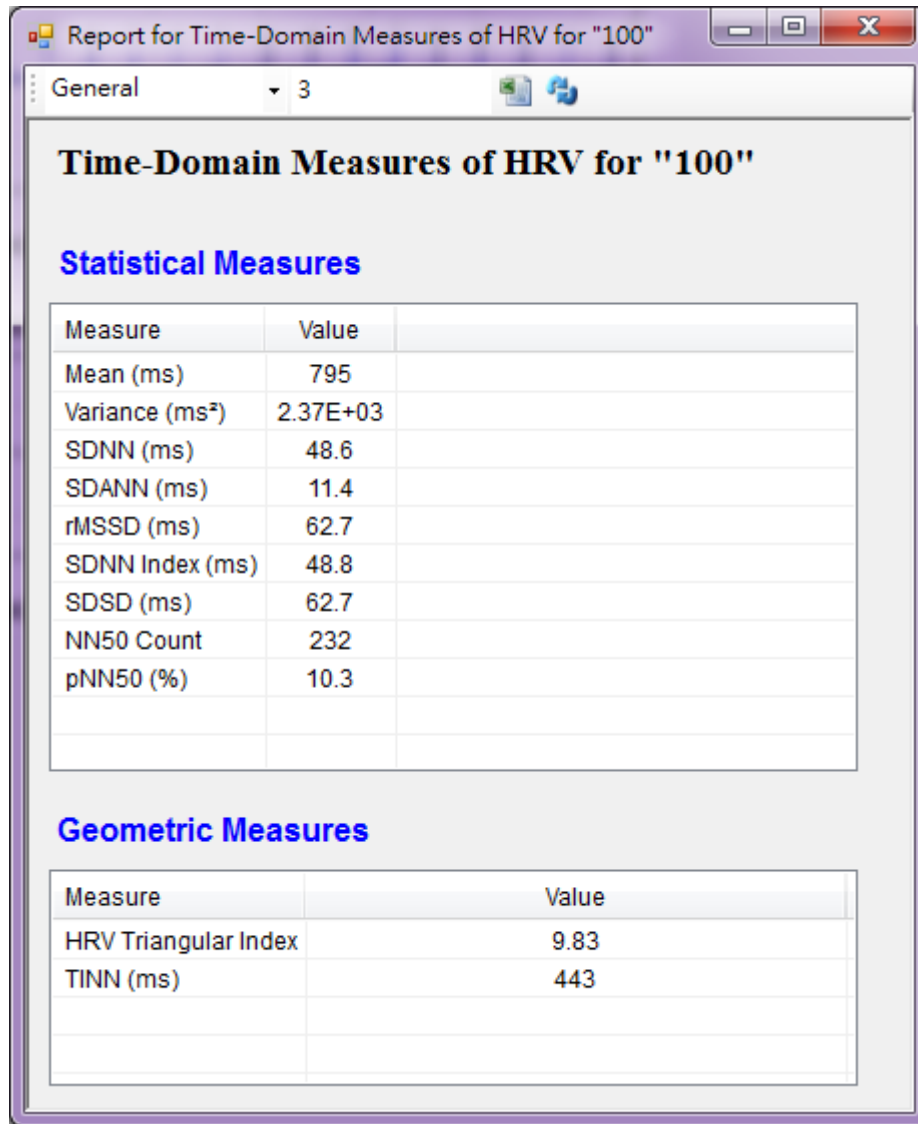 Report for Time-Domain Measures of HRV for "100"
General 3
Time-Domain Measures of HRV for "100"
Statistical Measures
Measure Value
Mean (ms) 795
Variance (ms²) 2.37E+03
SDNN (ms) 48.6
SDANN (ms) 11.4
rMSSD (ms) 62.7
SDNN Index (ms) 48.8
SDSD (ms) 62.7
NN50 Count 232
pNN50 (%) 10.3
Geometric Measures
Measure Value
HRV Triangular Index 9.83
TINN (ms) 443